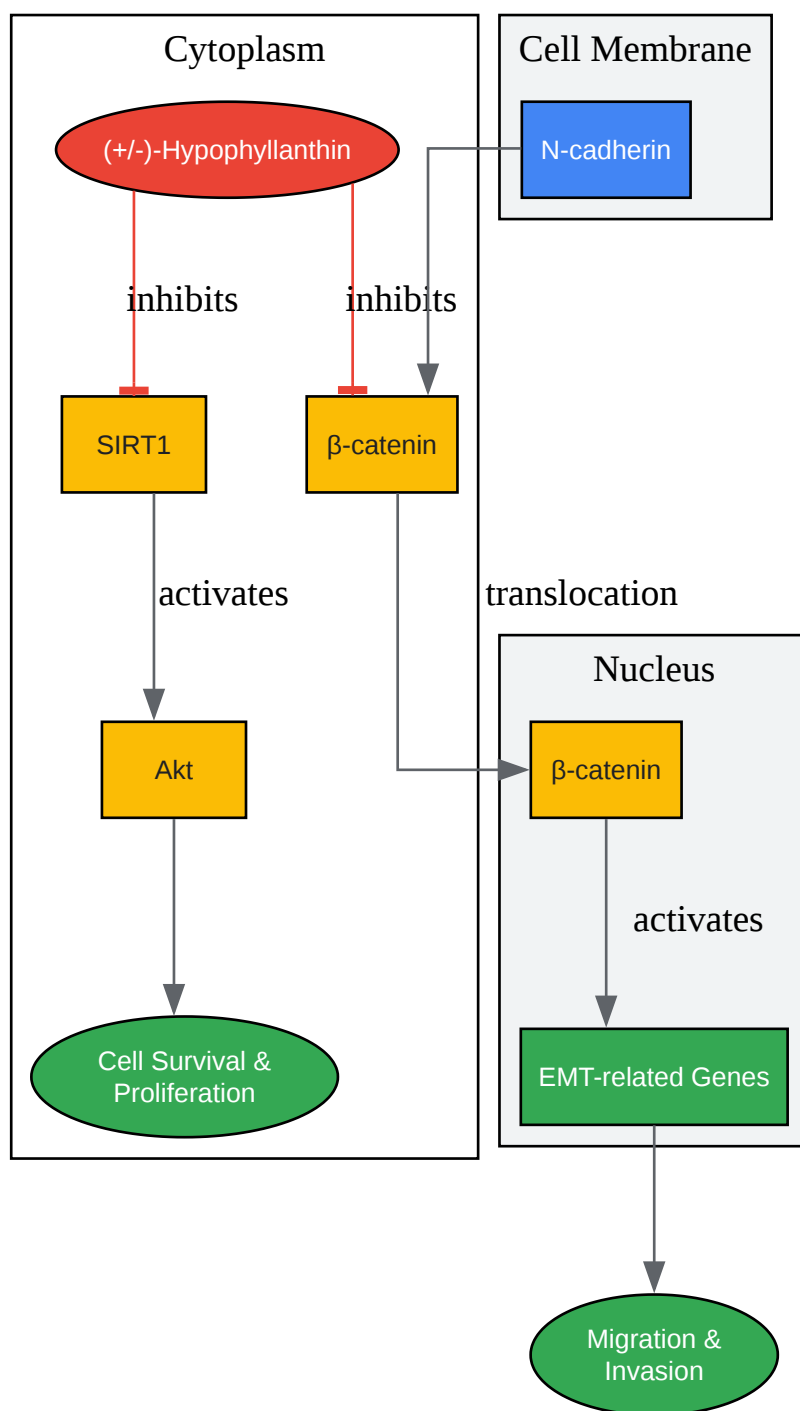 Cytoplasm
Cell Membrane
(+/-)-Hypophyllanthin
N-cadherin
inhibits
inhibits
SIRT1
β-catenin
activates
translocation
Nucleus
Akt
β-catenin
activates
Cell Survival &
Proliferation
EMT-related Genes
Migration &
Invasion